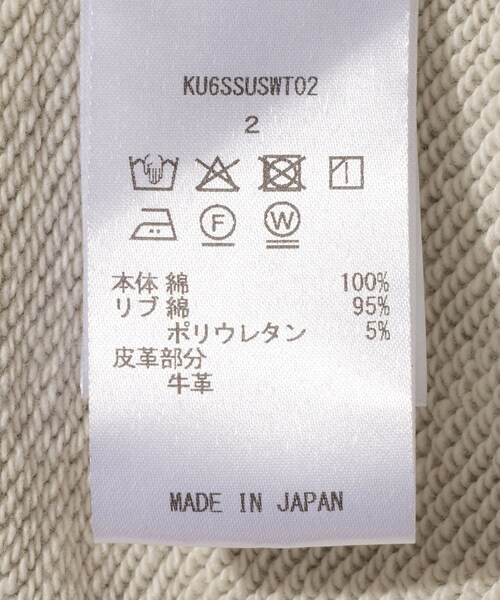 KU6SSUSWT02
2
F W
本体 綿 100%
リブ 綿 95%
ポリウレタン 5%
皮革部分
牛革
MADE IN JAPAN